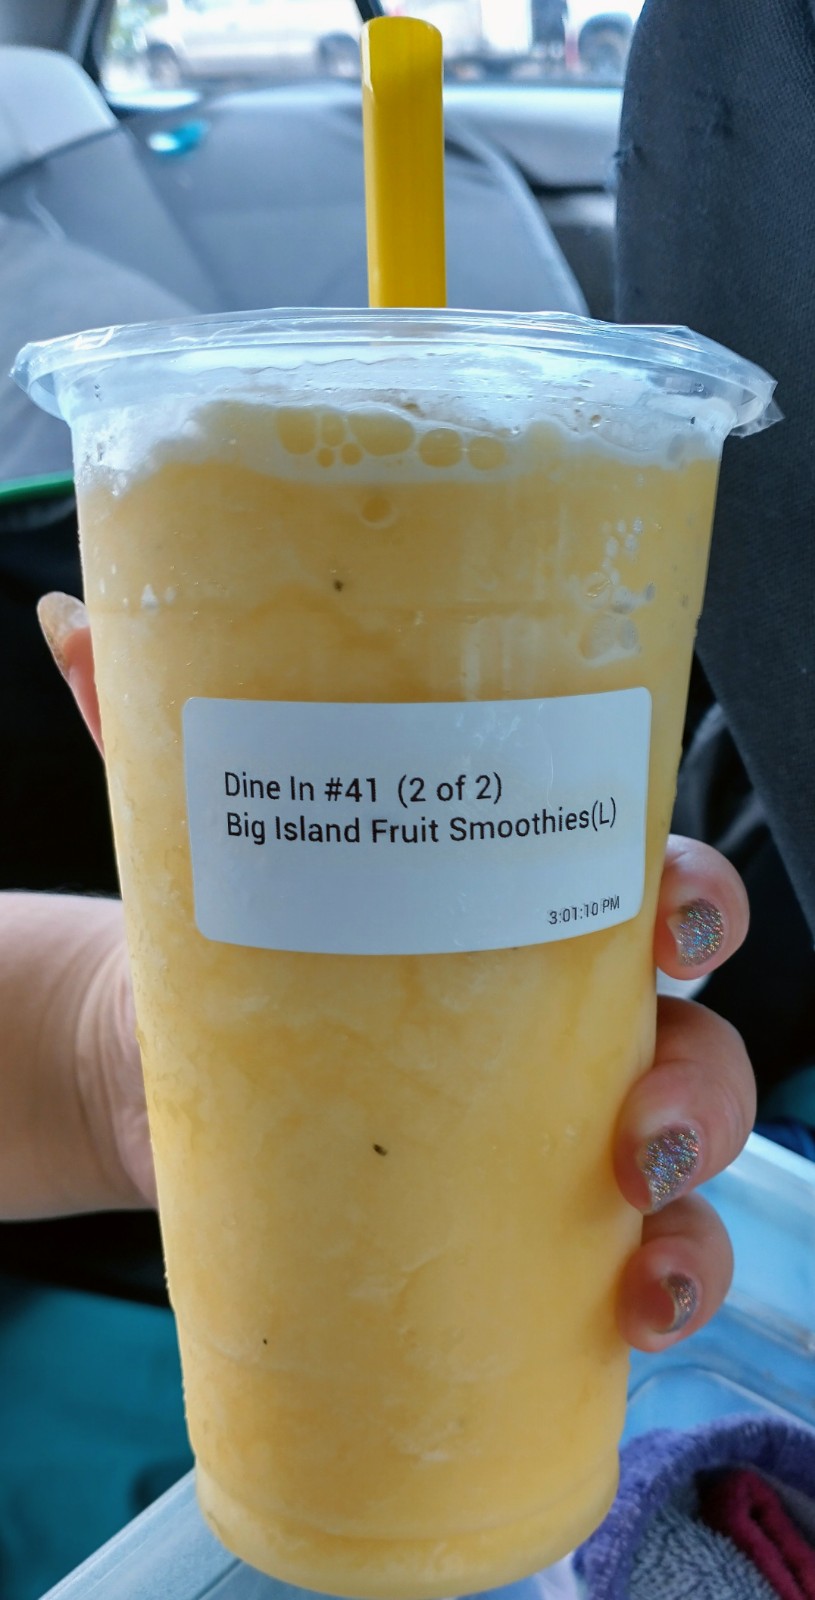 Dine In #41 (2 of 2)
Big Island Fruit Smoothies(L)
3:01:10 PM